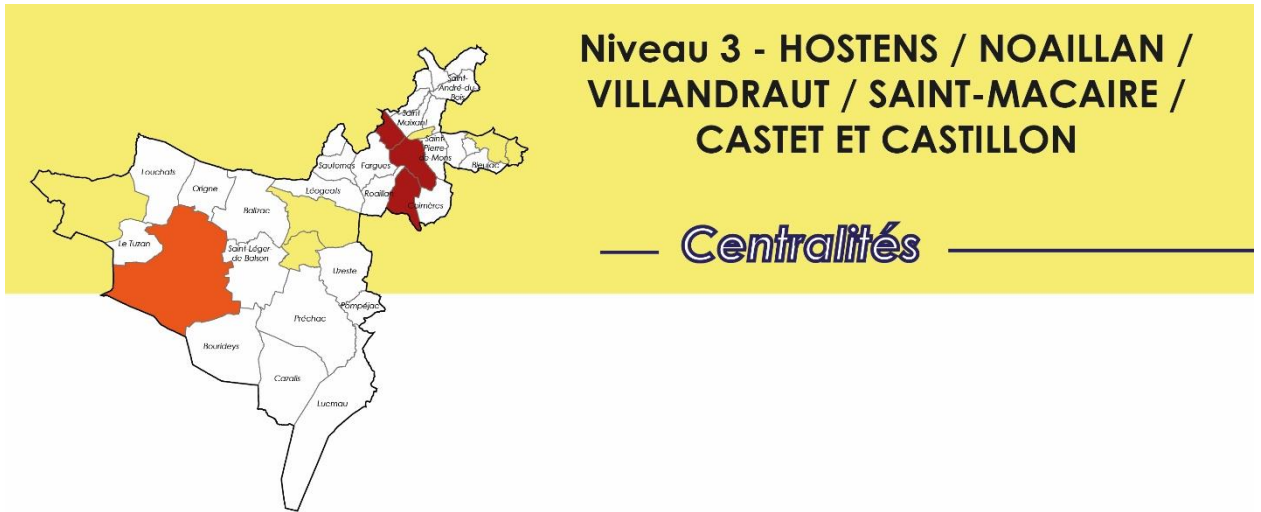 Niveau 3 - HOSTENS / NOAILLAN /
VILLANDRAUT / SAINT-MACAIRE /
CASTET ET CASTILLON
Centralités
Saint-
André-du
Bois
Saint
Maixant
Saint-
Pierre-
de-Mons
Bieujac
Sauternes
Fargues
Louchats
Origne
Léogeats
Roaillan
Coimères
Balizac
Le Tuzan
Saint-Léger-
de Balson
Uzeste
Pompéjac
Préchac
Bourideys
Cazalis
Lucmau